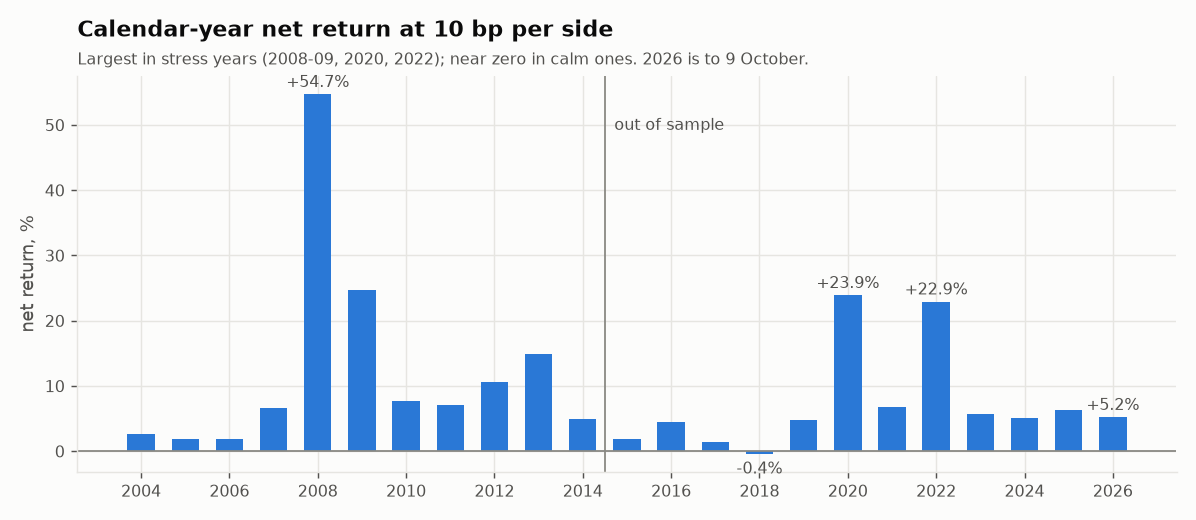 Calendar-year net return at 10 bp per side
Largest in stress years (2008-09, 2020, 2022); near zero in calm ones. 2026 is to 9 October.
+54.7%
out of sample
50
40
30
+23.9%
+22.9%
20
10
+5.2%
0
-0.4%
net return, %
2004 2006 2008 2010 2012 2014 2016 2018 2020 2022 2024 2026